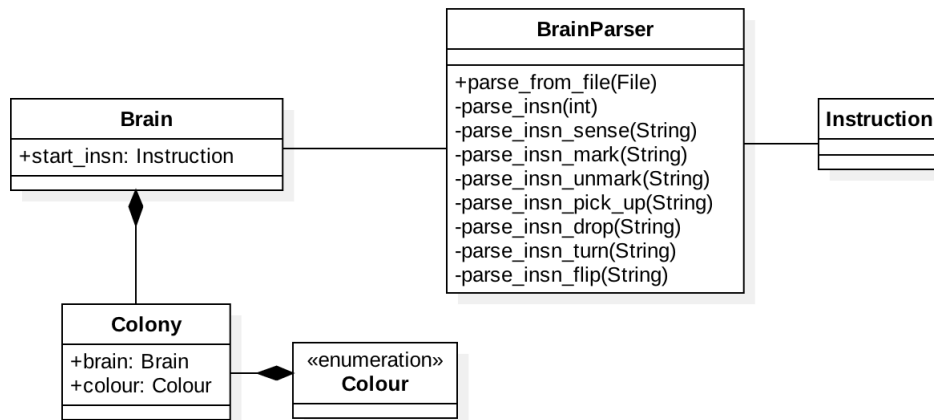 BrainParser
+parse_from_file(File)
-parse_insn(int)
-parse_insn_sense(String)
-parse_insn_mark(String)
-parse_insn_unmark(String)
-parse_insn_pick_up(String)
-parse_insn_drop(String)
-parse_insn_turn(String)
-parse_insn_flip(String)
Brain
+start_insn: Instruction
Instruction
Colony
+brain: Brain
+colour: Colour
«enumeration»
Colour